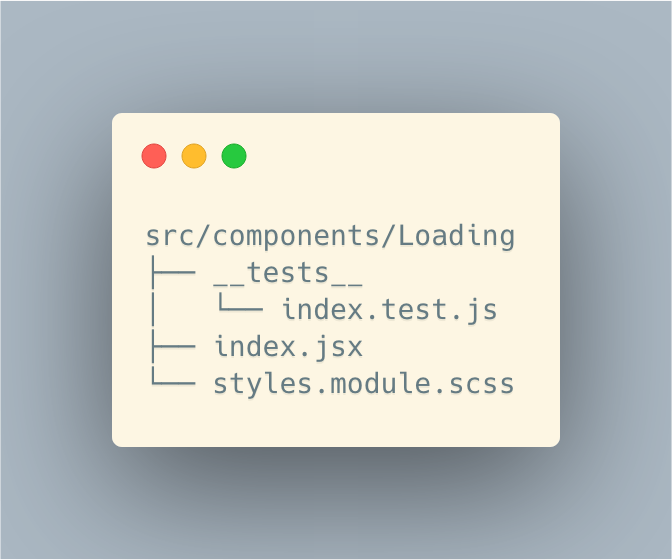 src/components/Loading
├── __tests__
│   └── index.test.js
├── index.jsx
└── styles.module.scss